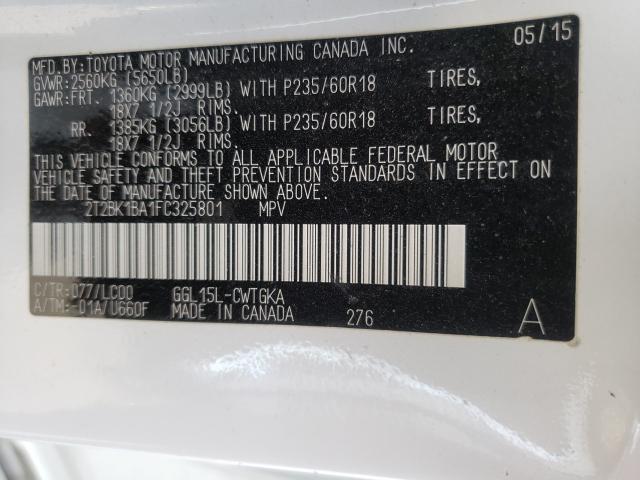 MFD.BY:TOYOTA MOTOR MANUFACTURING CANADA INC. 05/15
GVWR:2560KG (5650LB)
GAWR:FRT. 1360KG (2999LB) WITH P235/60R18 TIRES,
18X7 1/2J RIMS.
RR. 1385KG (3056LB) WITH P235/60R18 TIRES,
18X7 1/2J RIMS.
THIS VEHICLE CONFORMS TO ALL APPLICABLE FEDERAL MOTOR
VEHICLE SAFETY AND THEFT PREVENTION STANDARDS IN EFFECT ON
THE DATE OF MANUFACTURE SHOWN ABOVE.
2T2BK1BA1FC325801 MPV
C/TR:077/LC00 GGL15L-CWTGKA
A/TM:-01A/U660F MADE IN CANADA 276 A